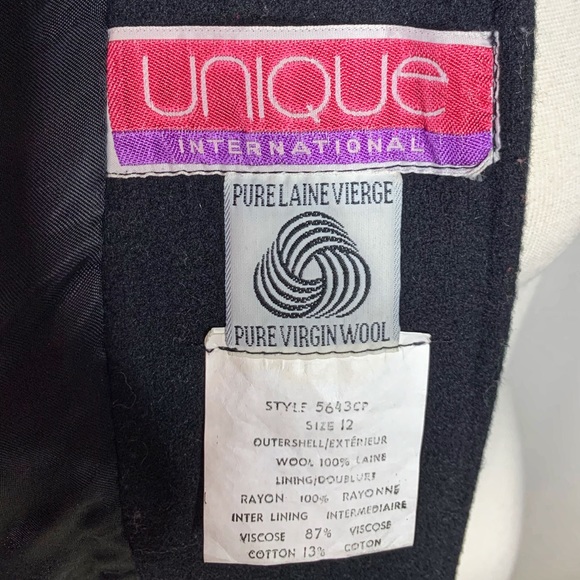 unique
INTERNATIONAL
PURE LAINE VIERGE
PURE VIRGIN WOOL
STYLE 5643CP
SIZE 12
OUTERSHELL/EXTÉRIEUR
WOOL 100% LAINE
LINING/DOUBLURE
RAYON 100% RAYONNE
INTER LINING INTERMEDIAIRE
VISCOSE 87% VISCOSE
COTTON 13% COTON